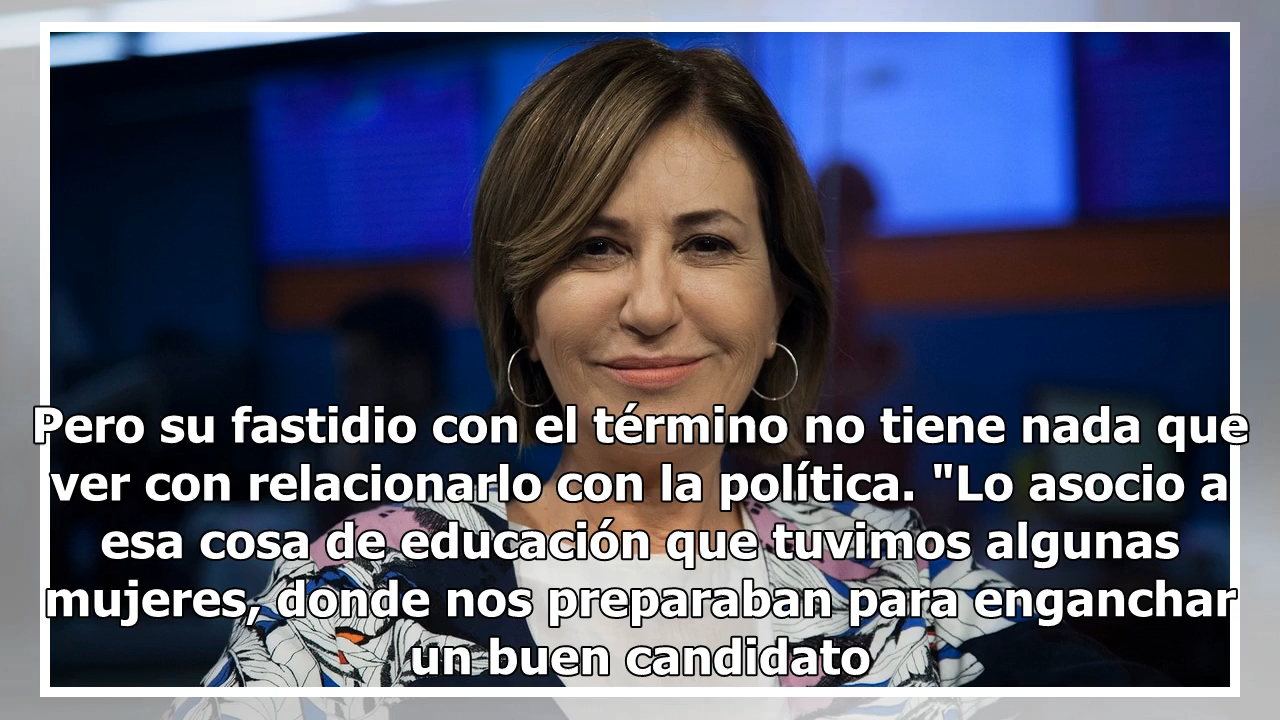 Pero su fastidio con el término no tiene nada que
ver con relacionarlo con la política. "Lo asocio a
esa cosa de educación que tuvimos algunas
mujeres, donde nos preparaban para enganchar
un buen candidato